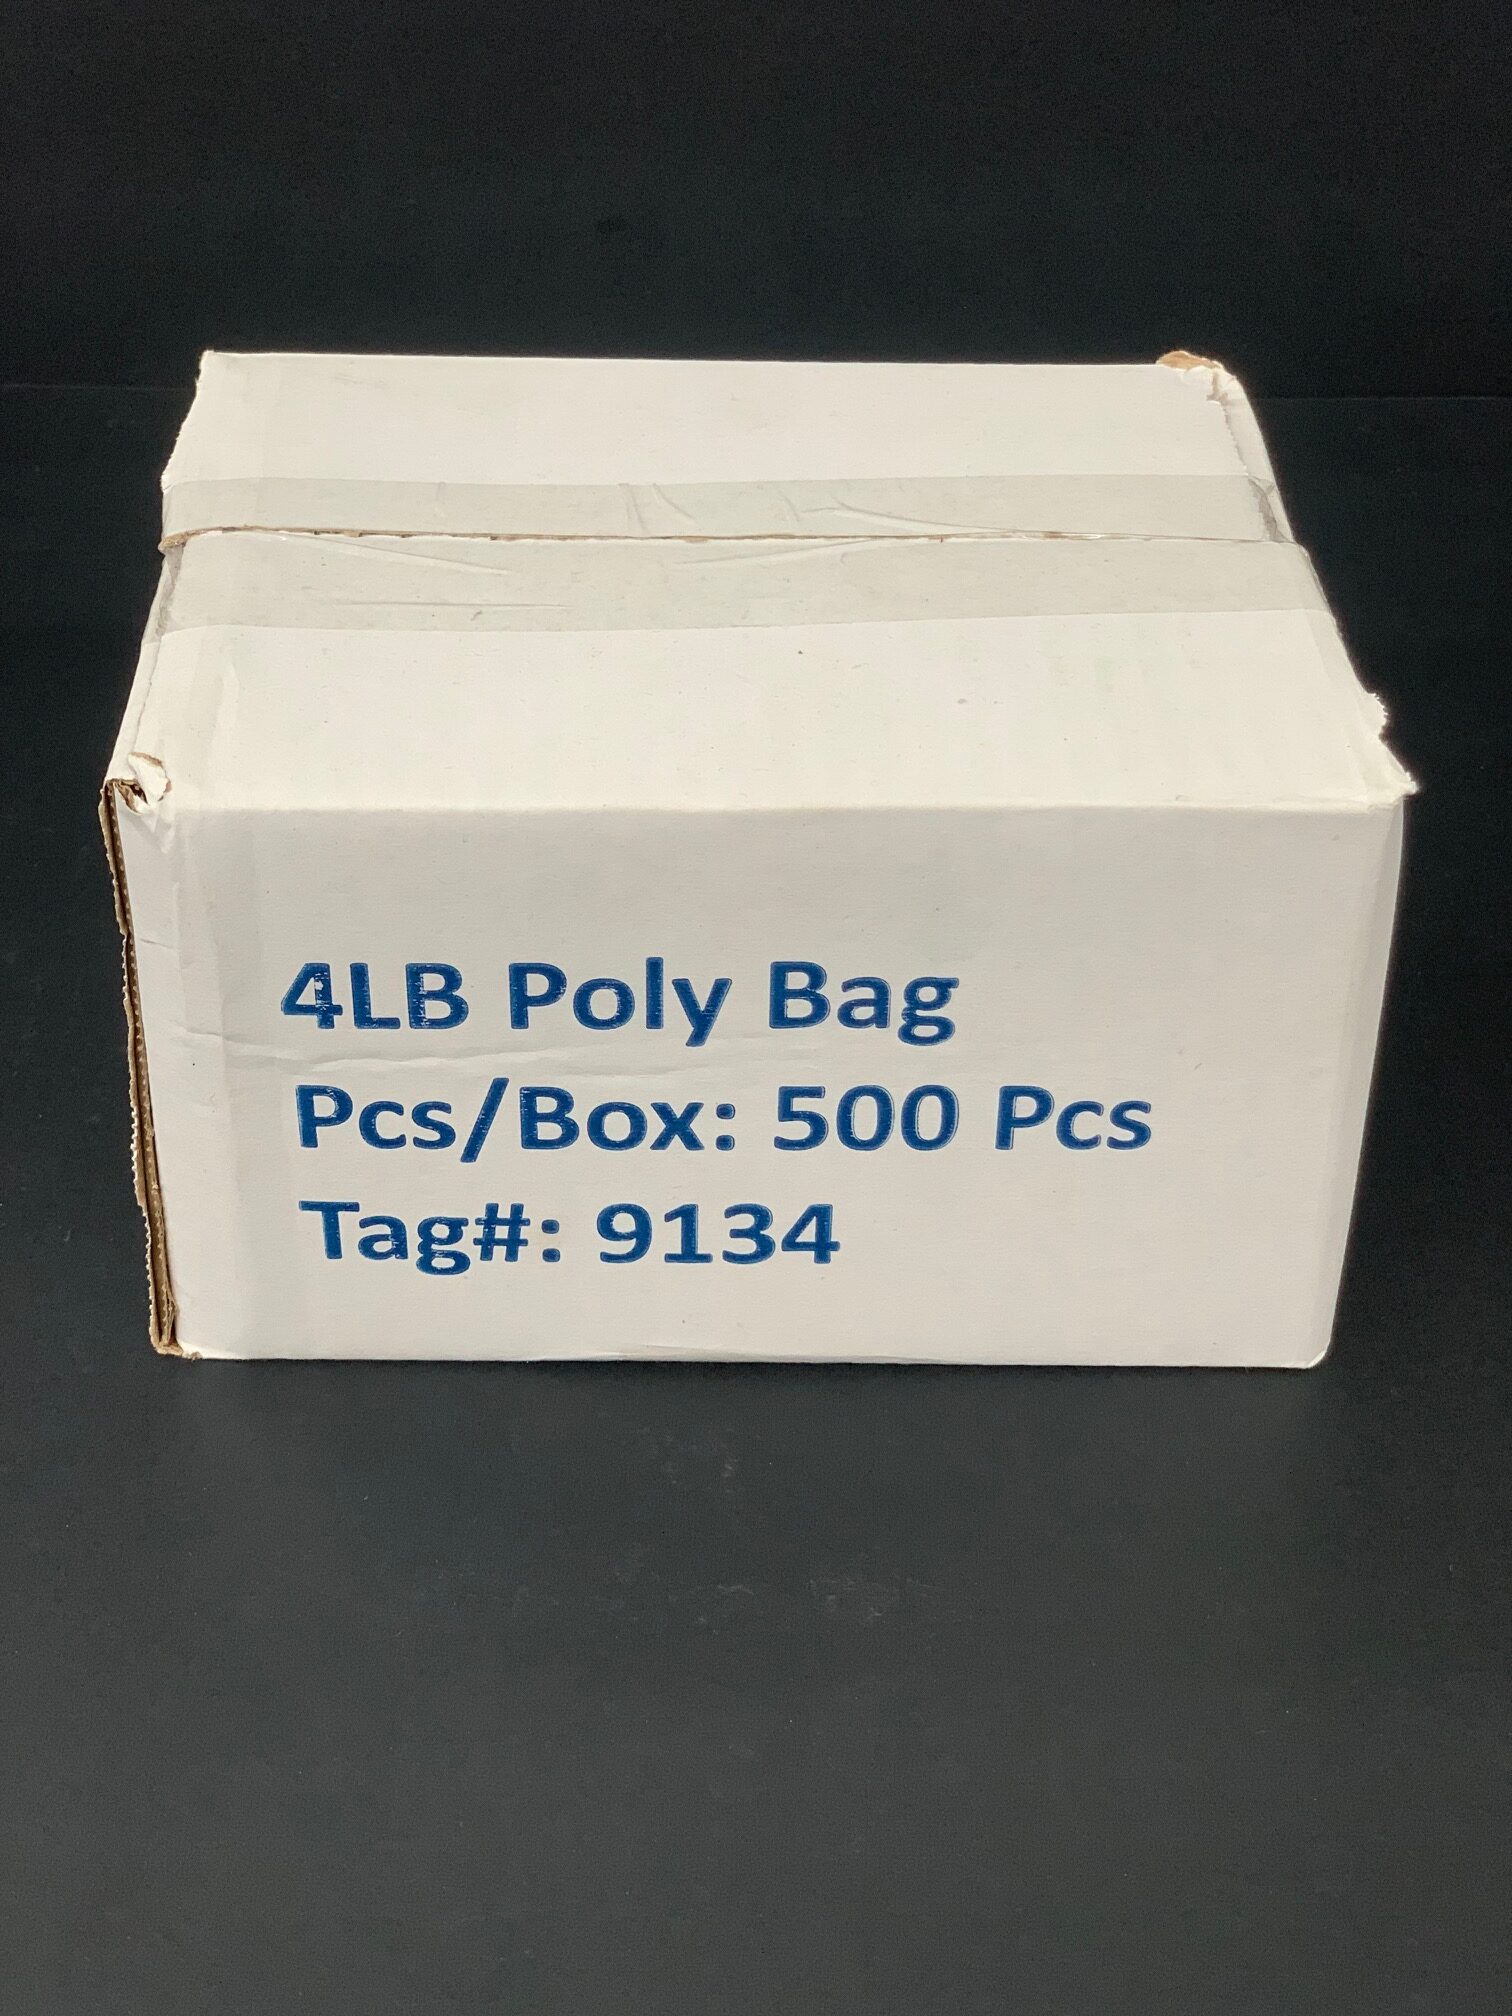 4LB Poly Bag
Pcs/Box: 500 Pcs
Tag#: 9134